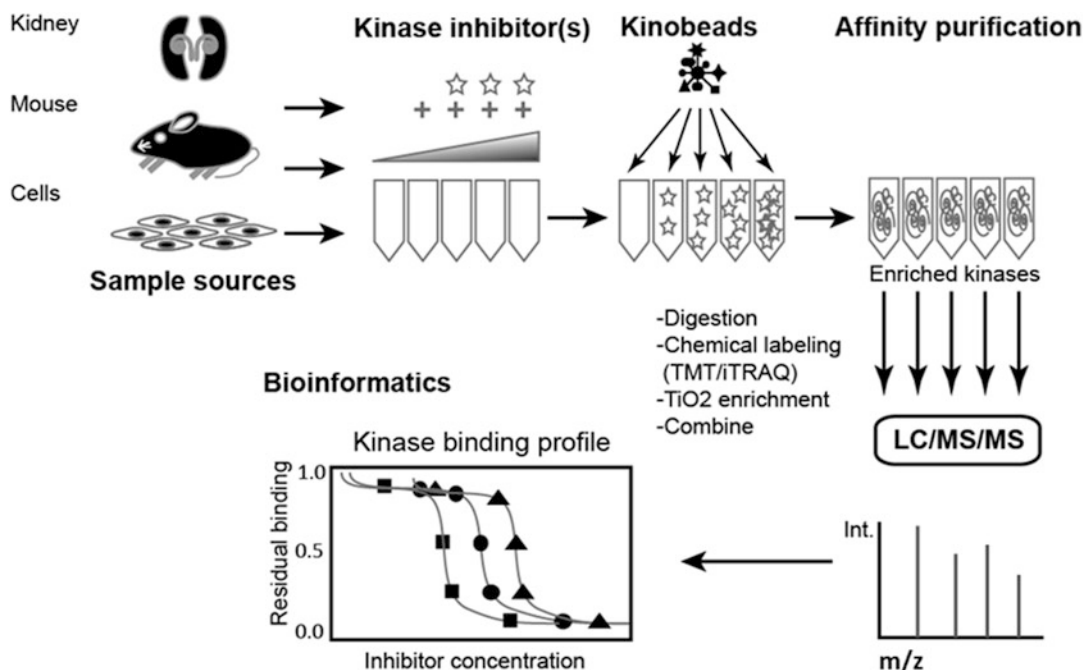 Kidney
Mouse
Cells
Sample sources
Kinase inhibitor(s)
+ + + +
Kinobeads
Affinity purification
Enriched kinases
-Digestion
-Chemical labeling
(TMT/iTRAQ)
-TiO2 enrichment
-Combine
LC/MS/MS
Int.
m/z
Bioinformatics
Kinase binding profile
Residual binding
1.0
0.5
0.0
Inhibitor concentration